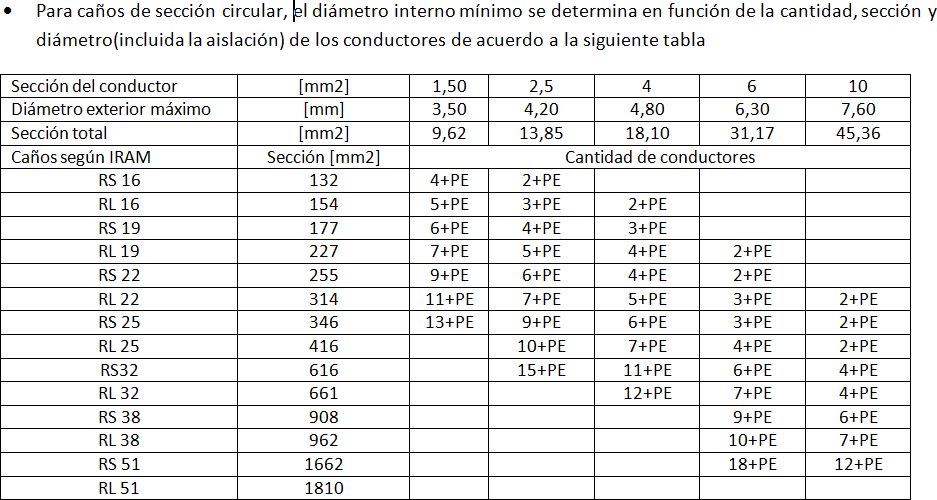 • Para caños de sección circular, el diámetro interno mínimo se determina en función de la cantidad, sección y
diámetro(incluida la aislación) de los conductores de acuerdo a la siguiente tabla
Sección del conductor [mm2] 1,50 2,5 4 6 10
Diámetro exterior máximo [mm] 3,50 4,20 4,80 6,30 7,60
Sección total [mm2] 9,62 13,85 18,10 31,17 45,36
Caños según IRAM Sección [mm2] Cantidad de conductores
RS 16 132 4+PE 2+PE
RL 16 154 5+PE 3+PE 2+PE
RS 19 177 6+PE 4+PE 3+PE
RL 19 227 7+PE 5+PE 4+PE 2+PE
RS 22 255 9+PE 6+PE 4+PE 2+PE
RL 22 314 11+PE 7+PE 5+PE 3+PE 2+PE
RS 25 346 13+PE 9+PE 6+PE 3+PE 2+PE
RL 25 416 10+PE 7+PE 4+PE 2+PE
RS32 616 15+PE 11+PE 6+PE 4+PE
RL 32 661 12+PE 7+PE 4+PE
RS 38 908 9+PE 6+PE
RL 38 962 10+PE 7+PE
RS 51 1662 18+PE 12+PE
RL 51 1810